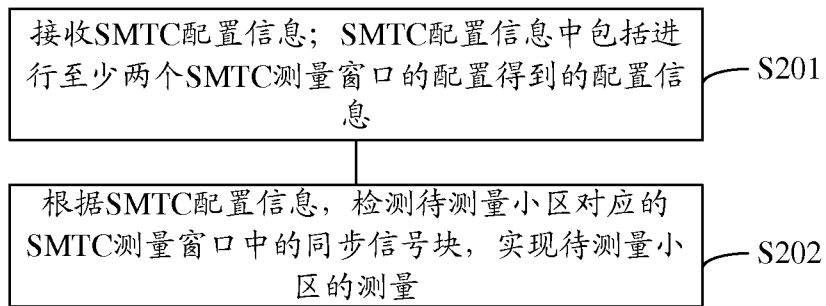 接收SMTC配置信息；SMTC配置信息中包括进
行至少两个SMTC测量窗口的配置得到的配置信
息
S201
根据SMTC配置信息，检测待测量小区对应的
SMTC测量窗口中的同步信号块，实现待测量小
区的测量
S202